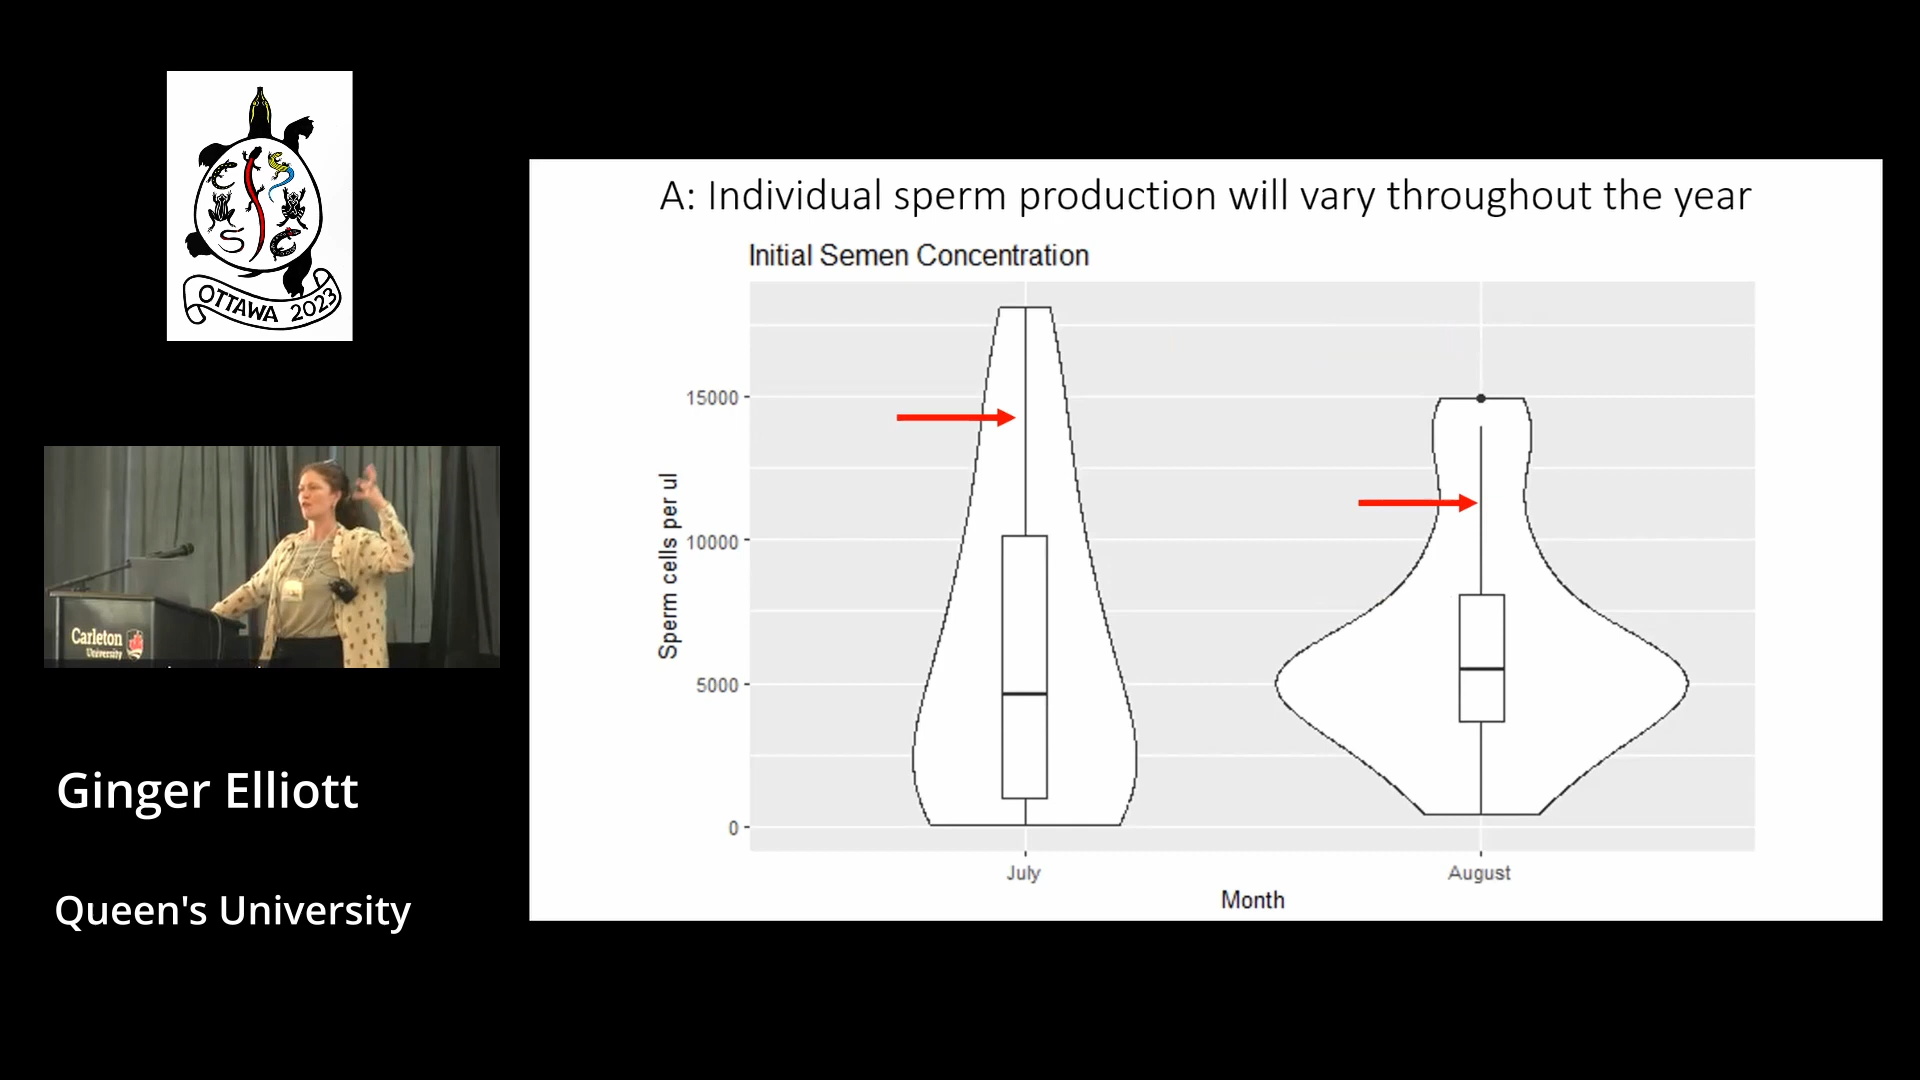 OTTAWA 2023
A: Individual sperm production will vary throughout the year
Initial Semen Concentration
Sperm cells per ul
15000
10000
5000
0
July
August
Month
Carleton
University
Ginger Elliott
Queen's University